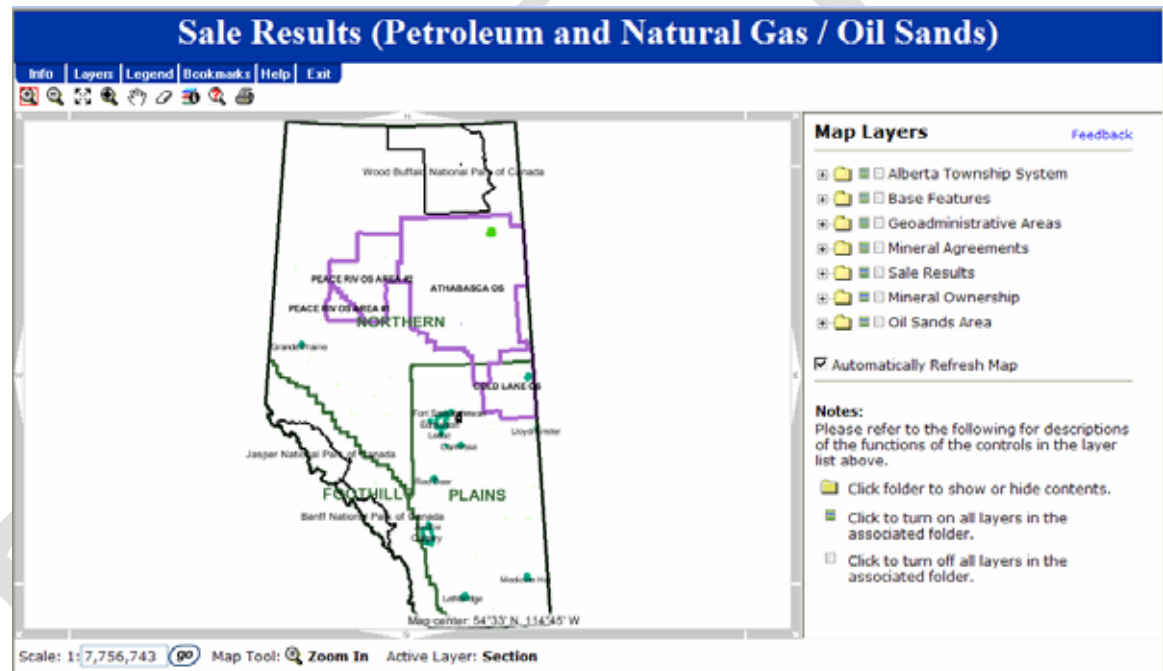 Sale Results (Petroleum and Natural Gas / Oil Sands)
Info Layers Legend Bookmarks Help Exit
N
Wood Buffalo National Park of Canada
PEACE RIV OS AREA #2
ATHABASCA OS
PEACE RIV OS AREA #1
NORTHERN
Grande Prairie
COLD LAKE OS
Fort Saskatchewan
Edmonton
Leduc
Camrose
Lloydminster
Jasper National Park of Canada
Red Deer
FOOTHILLS
PLAINS
Banff National Park of Canada
Calgary
Medicine Hat
Lethbridge
Map center: 54°33' N, 114°45' W
S
Map Layers
Feedback
Alberta Township System
Base Features
Geoadministrative Areas
Mineral Agreements
Sale Results
Mineral Ownership
Oil Sands Area
Automatically Refresh Map
Notes:
Please refer to the following for descriptions
of the functions of the controls in the layer
list above.
Click folder to show or hide contents.
Click to turn on all layers in the
associated folder.
Click to turn off all layers in the
associated folder.
Scale: 1: 7,756,743 go Map Tool: Zoom In Active Layer: Section